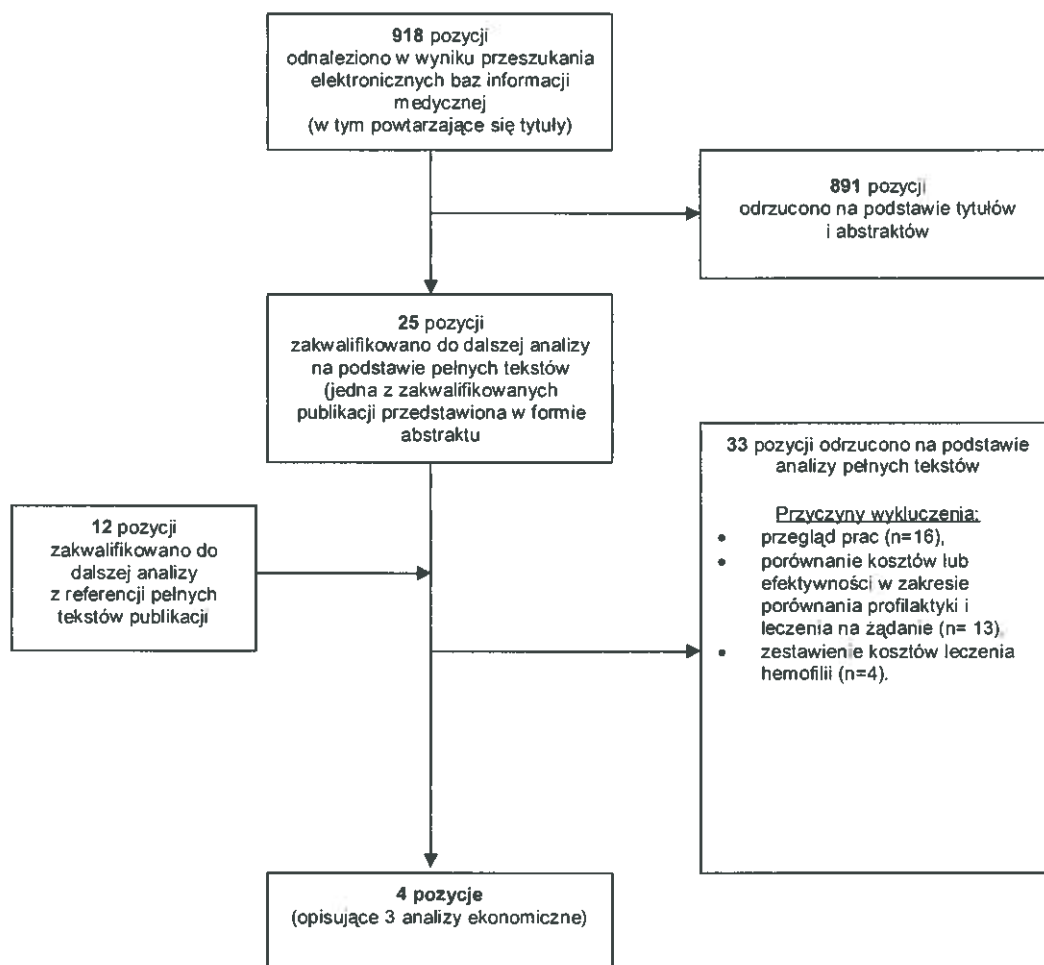 918 pozycji
odnaleziono w wyniku przeszukania
elektronicznych baz informacji
medycznej
(w tym powtarzające się tytuły)
891 pozycji
odrzucono na podstawie tytułów
i abstraktów
25 pozycji
zakwalifikowano do dalszej analizy
na podstawie pełnych tekstów
(jedna z zakwalifikowanych
publikacji przedstawiona w formie
abstraktu
12 pozycji
zakwalifikowano do
dalszej analizy
z referencji pełnych
tekstów publikacji
33 pozycji odrzucono na podstawie
analizy pełnych tekstów
Przyczyny wykluczenia:
• przegląd prac (n=16),
• porównanie kosztów lub
efektywności w zakresie
porównania profilaktyki i
leczenia na żądanie (n= 13),
• zestawienie kosztów leczenia
hemofilii (n=4).
4 pozycje
(opisujące 3 analizy ekonomiczne)